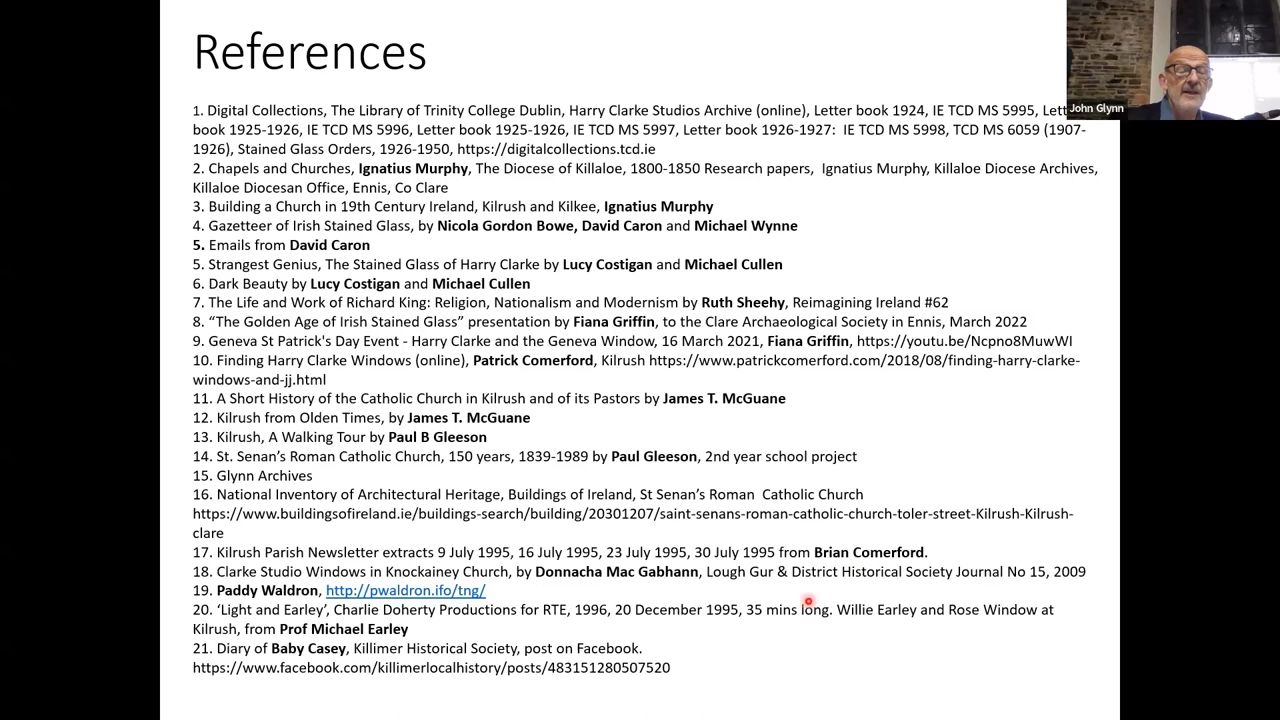 References
1. Digital Collections, The Library of Trinity College Dublin, Harry Clarke Studios Archive (online), Letter book 1924, IE TCD MS 5995,
John Glynn
book 1925-1926, IE TCD MS 5996, Letter book 1925-1926, IE TCD MS 5997, Letter book 1926-1927:  IE TCD MS 5998, TCD MS 6059 (1907-
1926), Stained Glass Orders, 1926-1950, https://digitalcollections.tcd.ie
2. Chapels and Churches, Ignatius Murphy, The Diocese of Killaloe, 1800-1850 Research papers,  Ignatius Murphy, Killaloe Diocese Archives,
Killaloe Diocesan Office, Ennis, Co Clare
3. Building a Church in 19th Century Ireland, Kilrush and Kilkee, Ignatius Murphy
4. Gazetteer of Irish Stained Glass, by Nicola Gordon Bowe, David Caron and Michael Wynne
5. Emails from David Caron
5. Strangest Genius, The Stained Glass of Harry Clarke by Lucy Costigan and Michael Cullen
6. Dark Beauty by Lucy Costigan and Michael Cullen
7. The Life and Work of Richard King: Religion, Nationalism and Modernism by Ruth Sheehy, Reimagining Ireland #62
8. “The Golden Age of Irish Stained Glass” presentation by Fiana Griffin, to the Clare Archaeological Society in Ennis, March 2022
9. Geneva St Patrick's Day Event - Harry Clarke and the Geneva Window, 16 March 2021, Fiana Griffin, https://youtu.be/Ncpno8MuwWI
10. Finding Harry Clarke Windows (online), Patrick Comerford, Kilrush https://www.patrickcomerford.com/2018/08/finding-harry-clarke-
windows-and-jj.html
11. A Short History of the Catholic Church in Kilrush and of its Pastors by James T. McGuane
12. Kilrush from Olden Times, by James T. McGuane
13. Kilrush, A Walking Tour by Paul B Gleeson
14. St. Senan’s Roman Catholic Church, 150 years, 1839-1989 by Paul Gleeson, 2nd year school project
15. Glynn Archives
16. National Inventory of Architectural Heritage, Buildings of Ireland, St Senan’s Roman  Catholic Church
https://www.buildingsofireland.ie/buildings-search/building/20301207/saint-senans-roman-catholic-church-toler-street-Kilrush-Kilrush-
clare
17. Kilrush Parish Newsletter extracts 9 July 1995, 16 July 1995, 23 July 1995, 30 July 1995 from Brian Comerford.
18. Clarke Studio Windows in Knockainey Church, by Donnacha Mac Gabhann, Lough Gur & District Historical Society Journal No 15, 2009
19. Paddy Waldron, http://pwaldron.ifo/tng/
20. ‘Light and Earley’, Charlie Doherty Productions for RTE, 1996, 20 December 1995, 35 mins long. Willie Earley and Rose Window at
Kilrush, from Prof Michael Earley
21. Diary of Baby Casey, Killimer Historical Society, post on Facebook.
https://www.facebook.com/killimerlocalhistory/posts/483151280507520